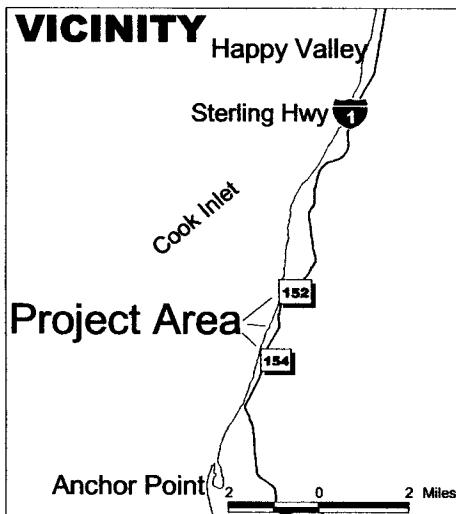 VICINITY
Happy Valley
Sterling Hwy
1
Cook Inlet
152
Project Area
154
Anchor Point
2 0 2 Miles